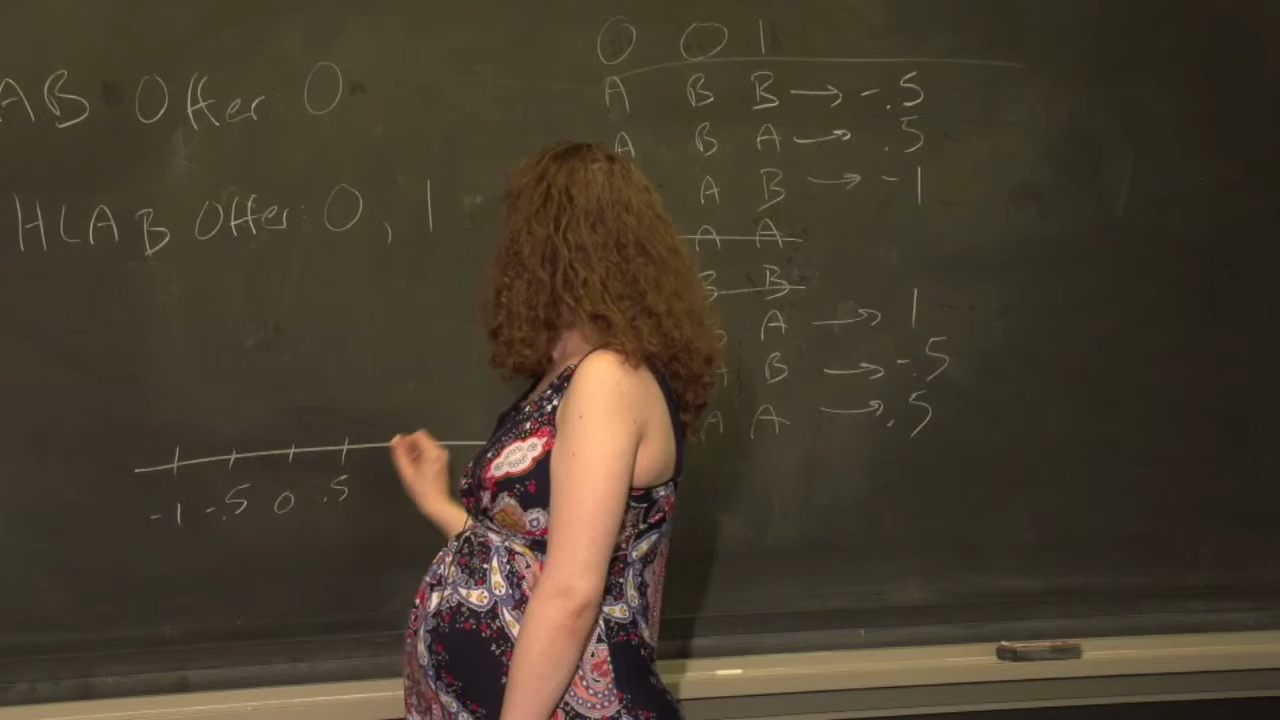 AB Offer 0
HLAB Offer: 0, 1
-1 -.5 0 .5
0 0 1
A B B → -.5
A B A → .5
A B → -1
A A
B B
A → 1
B → -.5
A A → .5